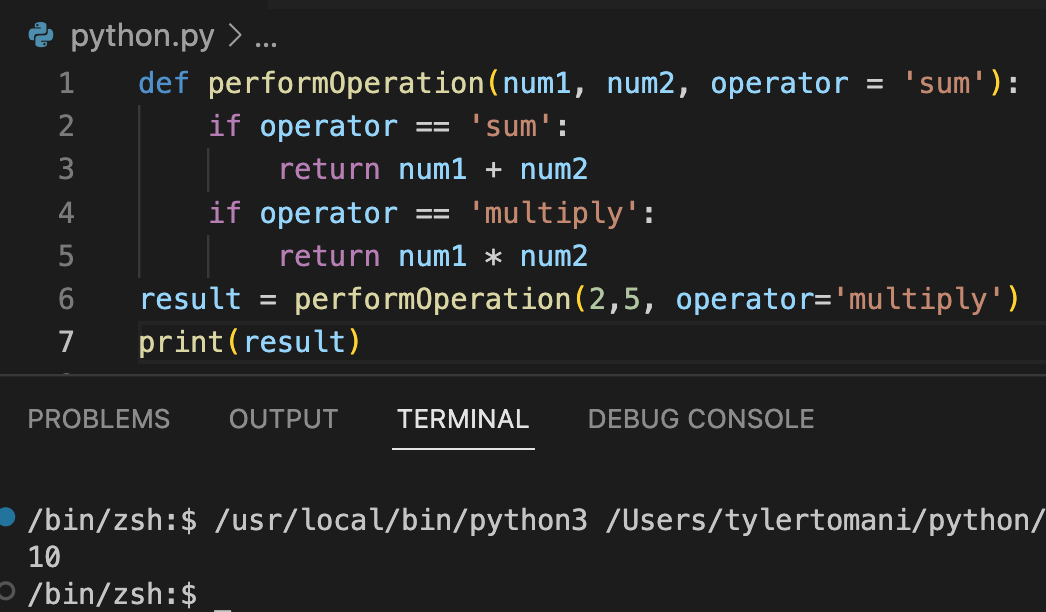 python.py > ...
1 def performOperation(num1, num2, operator = 'sum'):
2     if operator == 'sum':
3         return num1 + num2
4     if operator == 'multiply':
5         return num1 * num2
6 result = performOperation(2,5, operator='multiply')
7 print(result)
PROBLEMS OUTPUT TERMINAL DEBUG CONSOLE
/bin/zsh:$ /usr/local/bin/python3 /Users/tylertomani/python/
10
/bin/zsh:$ _